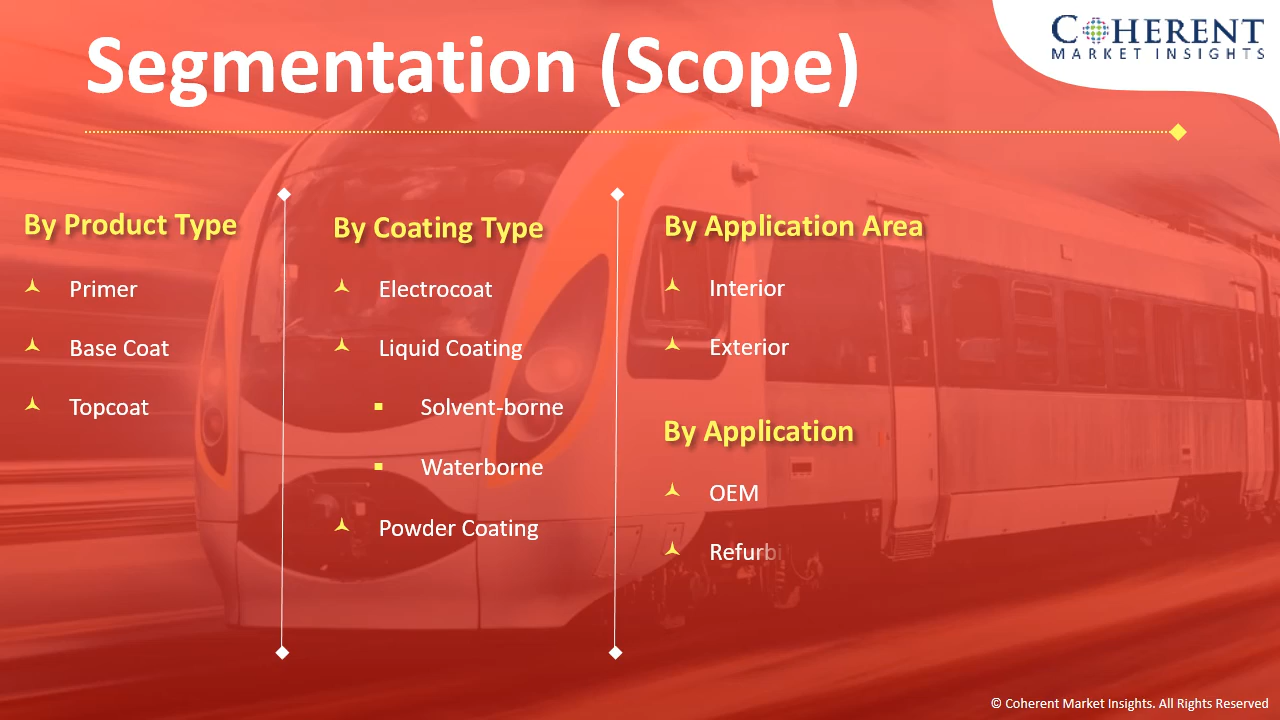 Segmentation (Scope)
COHERENT
MARKET INSIGHTS
By Product Type
Primer
Base Coat
Topcoat
By Coating Type
Electrocoat
Liquid Coating
Solvent-borne
Waterborne
Powder Coating
By Application Area
Interior
Exterior
By Application
OEM
Refurbi
© Coherent Market Insights. All Rights Reserved